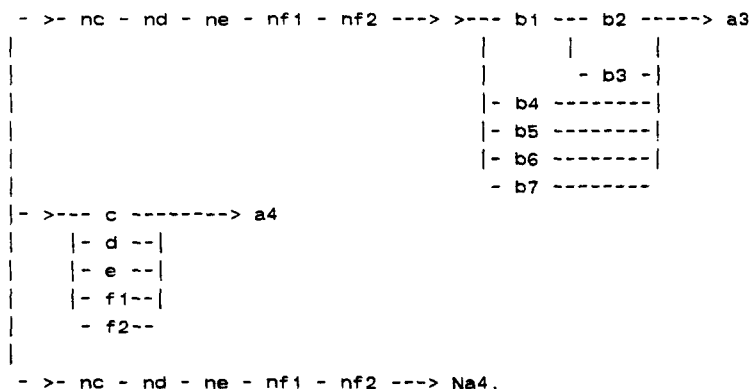 - >- nc - nd - ne - nf1 - nf2 ---> >--- b1 --- b2 -----> a3
- b3 -
- b4 --------
- b5 --------
- b6 --------
- b7 --------
- >--- c ---------> a4
- d --
- e --
- f1--
- f2--
- >- nc - nd - ne - nf1 - nf2 ---> Na4.